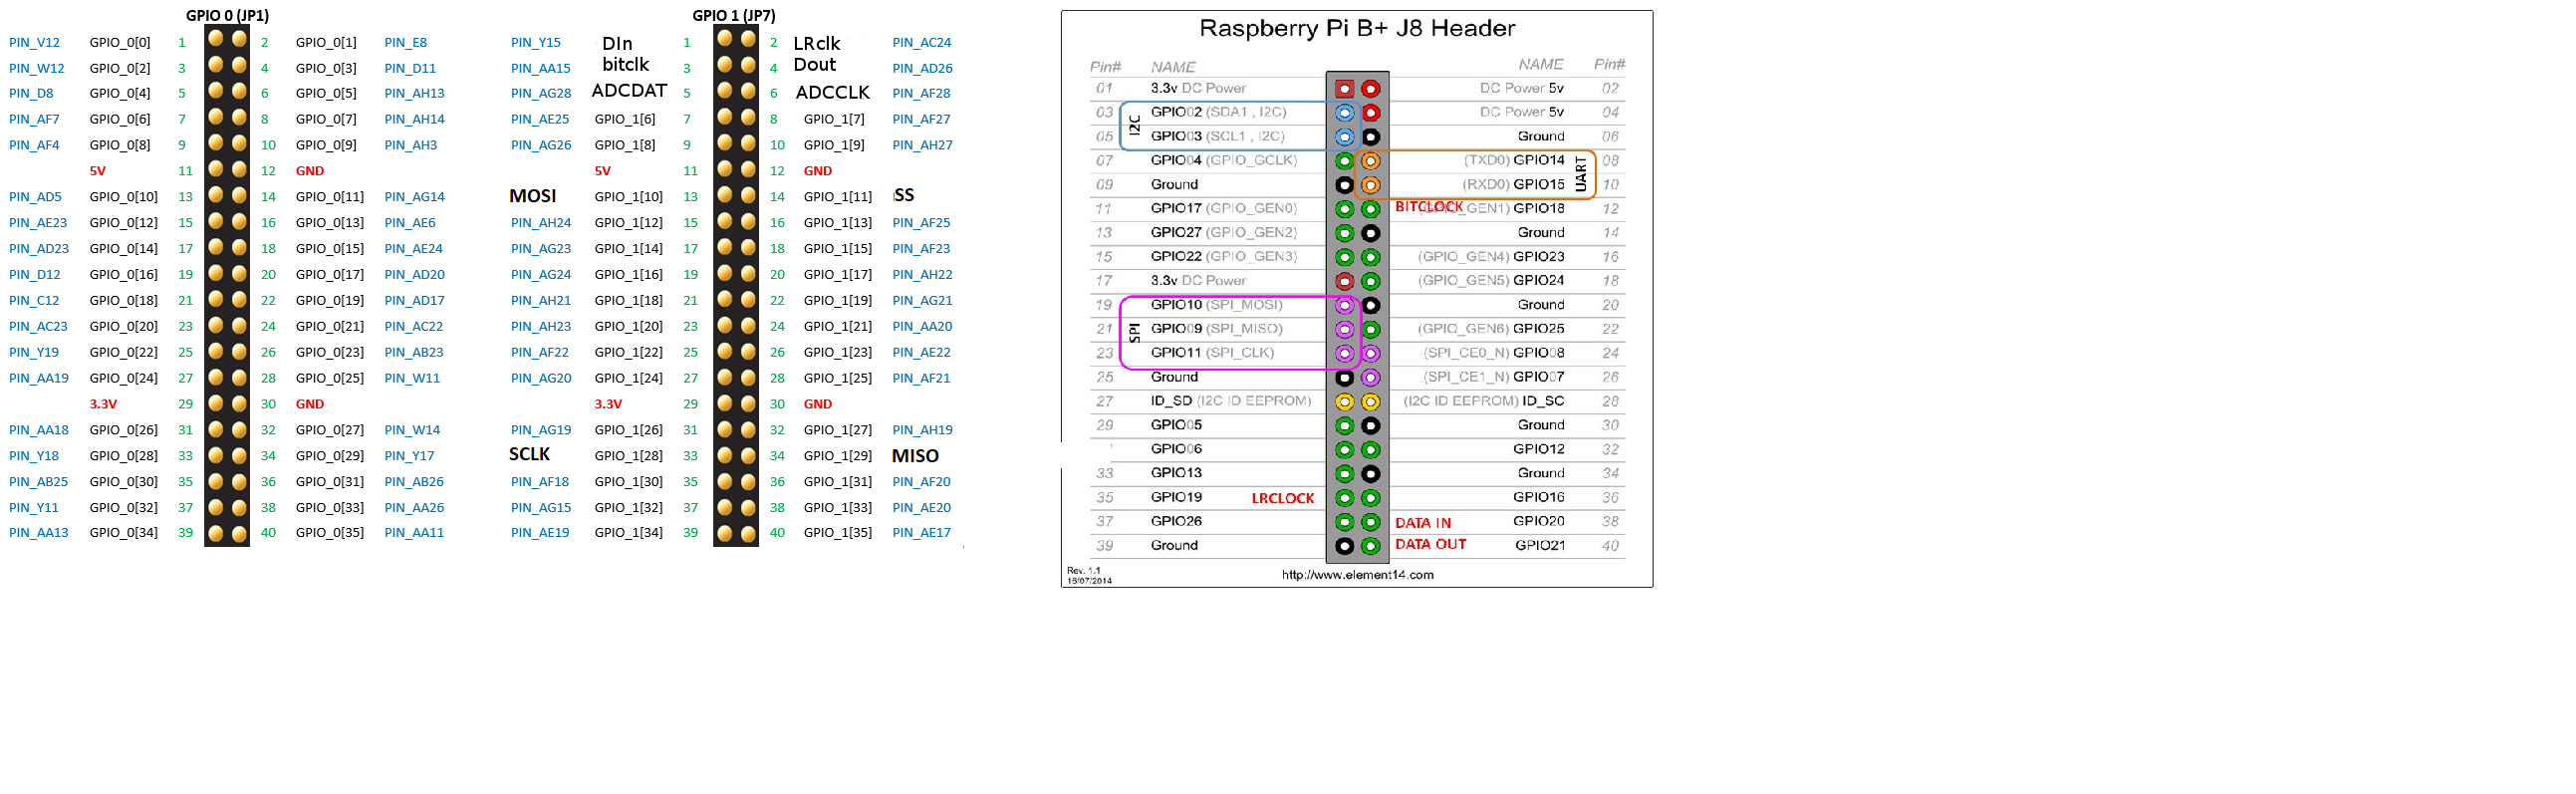 GPIO 0 (JP1)
PIN_V12 GPIO_0[0] 1 2 GPIO_0[1] PIN_E8
PIN_W12 GPIO_0[2] 3 4 GPIO_0[3] PIN_D11
PIN_D8 GPIO_0[4] 5 6 GPIO_0[5] PIN_AH13
PIN_AF7 GPIO_0[6] 7 8 GPIO_0[7] PIN_AH14
PIN_AF4 GPIO_0[8] 9 10 GPIO_0[9] PIN_AH3
5V 11 12 GND
PIN_AD5 GPIO_0[10] 13 14 GPIO_0[11] PIN_AG14
PIN_AE23 GPIO_0[12] 15 16 GPIO_0[13] PIN_AE6
PIN_AD23 GPIO_0[14] 17 18 GPIO_0[15] PIN_AE24
PIN_D12 GPIO_0[16] 19 20 GPIO_0[17] PIN_AD20
PIN_C12 GPIO_0[18] 21 22 GPIO_0[19] PIN_AD17
PIN_AC23 GPIO_0[20] 23 24 GPIO_0[21] PIN_AC22
PIN_Y19 GPIO_0[22] 25 26 GPIO_0[23] PIN_AB23
PIN_AA19 GPIO_0[24] 27 28 GPIO_0[25] PIN_W11
3.3V 29 30 GND
PIN_AA18 GPIO_0[26] 31 32 GPIO_0[27] PIN_W14
PIN_Y18 GPIO_0[28] 33 34 GPIO_0[29] PIN_Y17
PIN_AB25 GPIO_0[30] 35 36 GPIO_0[31] PIN_AB26
PIN_Y11 GPIO_0[32] 37 38 GPIO_0[33] PIN_AA26
PIN_AA13 GPIO_0[34] 39 40 GPIO_0[35] PIN_AA11
GPIO 1 (JP7)
PIN_Y15 DIn 1 2 LRclk PIN_AC24
PIN_AA15 bitclk 3 4 Dout PIN_AD26
PIN_AG28 ADCDAT 5 6 ADCCLK PIN_AF28
PIN_AE25 GPIO_1[6] 7 8 GPIO_1[7] PIN_AF27
PIN_AG26 GPIO_1[8] 9 10 GPIO_1[9] PIN_AH27
5V 11 12 GND
MOSI GPIO_1[10] 13 14 GPIO_1[11] SS
PIN_AH24 GPIO_1[12] 15 16 GPIO_1[13] PIN_AF25
PIN_AG23 GPIO_1[14] 17 18 GPIO_1[15] PIN_AF23
PIN_AG24 GPIO_1[16] 19 20 GPIO_1[17] PIN_AH22
PIN_AH21 GPIO_1[18] 21 22 GPIO_1[19] PIN_AG21
PIN_AH23 GPIO_1[20] 23 24 GPIO_1[21] PIN_AA20
PIN_AF22 GPIO_1[22] 25 26 GPIO_1[23] PIN_AE22
PIN_AG20 GPIO_1[24] 27 28 GPIO_1[25] PIN_AF21
3.3V 29 30 GND
PIN_AG19 GPIO_1[26] 31 32 GPIO_1[27] PIN_AH19
SCLK GPIO_1[28] 33 34 GPIO_1[29] MISO
PIN_AF18 GPIO_1[30] 35 36 GPIO_1[31] PIN_AF20
PIN_AG15 GPIO_1[32] 37 38 GPIO_1[33] PIN_AE20
PIN_AE19 GPIO_1[34] 39 40 GPIO_1[35] PIN_AE17
Raspberry Pi B+ J8 Header
Pin# NAME NAME Pin#
01 3.3v DC Power DC Power 5v 02
03 GPIO02 (SDA1 , I2C) DC Power 5v 04
I2C
05 GPIO03 (SCL1 , I2C) Ground 06
07 GPIO04 (GPIO_GCLK) (TXD0) GPIO14 08
UART
09 Ground (RXD0) GPIO15 10
11 GPIO17 (GPIO_GEN0) BITCLOCK (GPIO_GEN1) GPIO18 12
13 GPIO27 (GPIO_GEN2) Ground 14
15 GPIO22 (GPIO_GEN3) (GPIO_GEN4) GPIO23 16
17 3.3v DC Power (GPIO_GEN5) GPIO24 18
19 GPIO10 (SPI_MOSI) Ground 20
21 GPIO09 (SPI_MISO) (GPIO_GEN6) GPIO25 22
SPI
23 GPIO11 (SPI_CLK) (SPI_CE0_N) GPIO08 24
25 Ground (SPI_CE1_N) GPIO07 26
27 ID_SD (I2C ID EEPROM) (I2C ID EEPROM) ID_SC 28
29 GPIO05 Ground 30
GPIO06 GPIO12 32
33 GPIO13 Ground 34
35 GPIO19 LRCLOCK GPIO16 36
37 GPIO26 DATA IN GPIO20 38
39 Ground DATA OUT GPIO21 40
Rev. 1.1
16/07/2014
http://www.element14.com